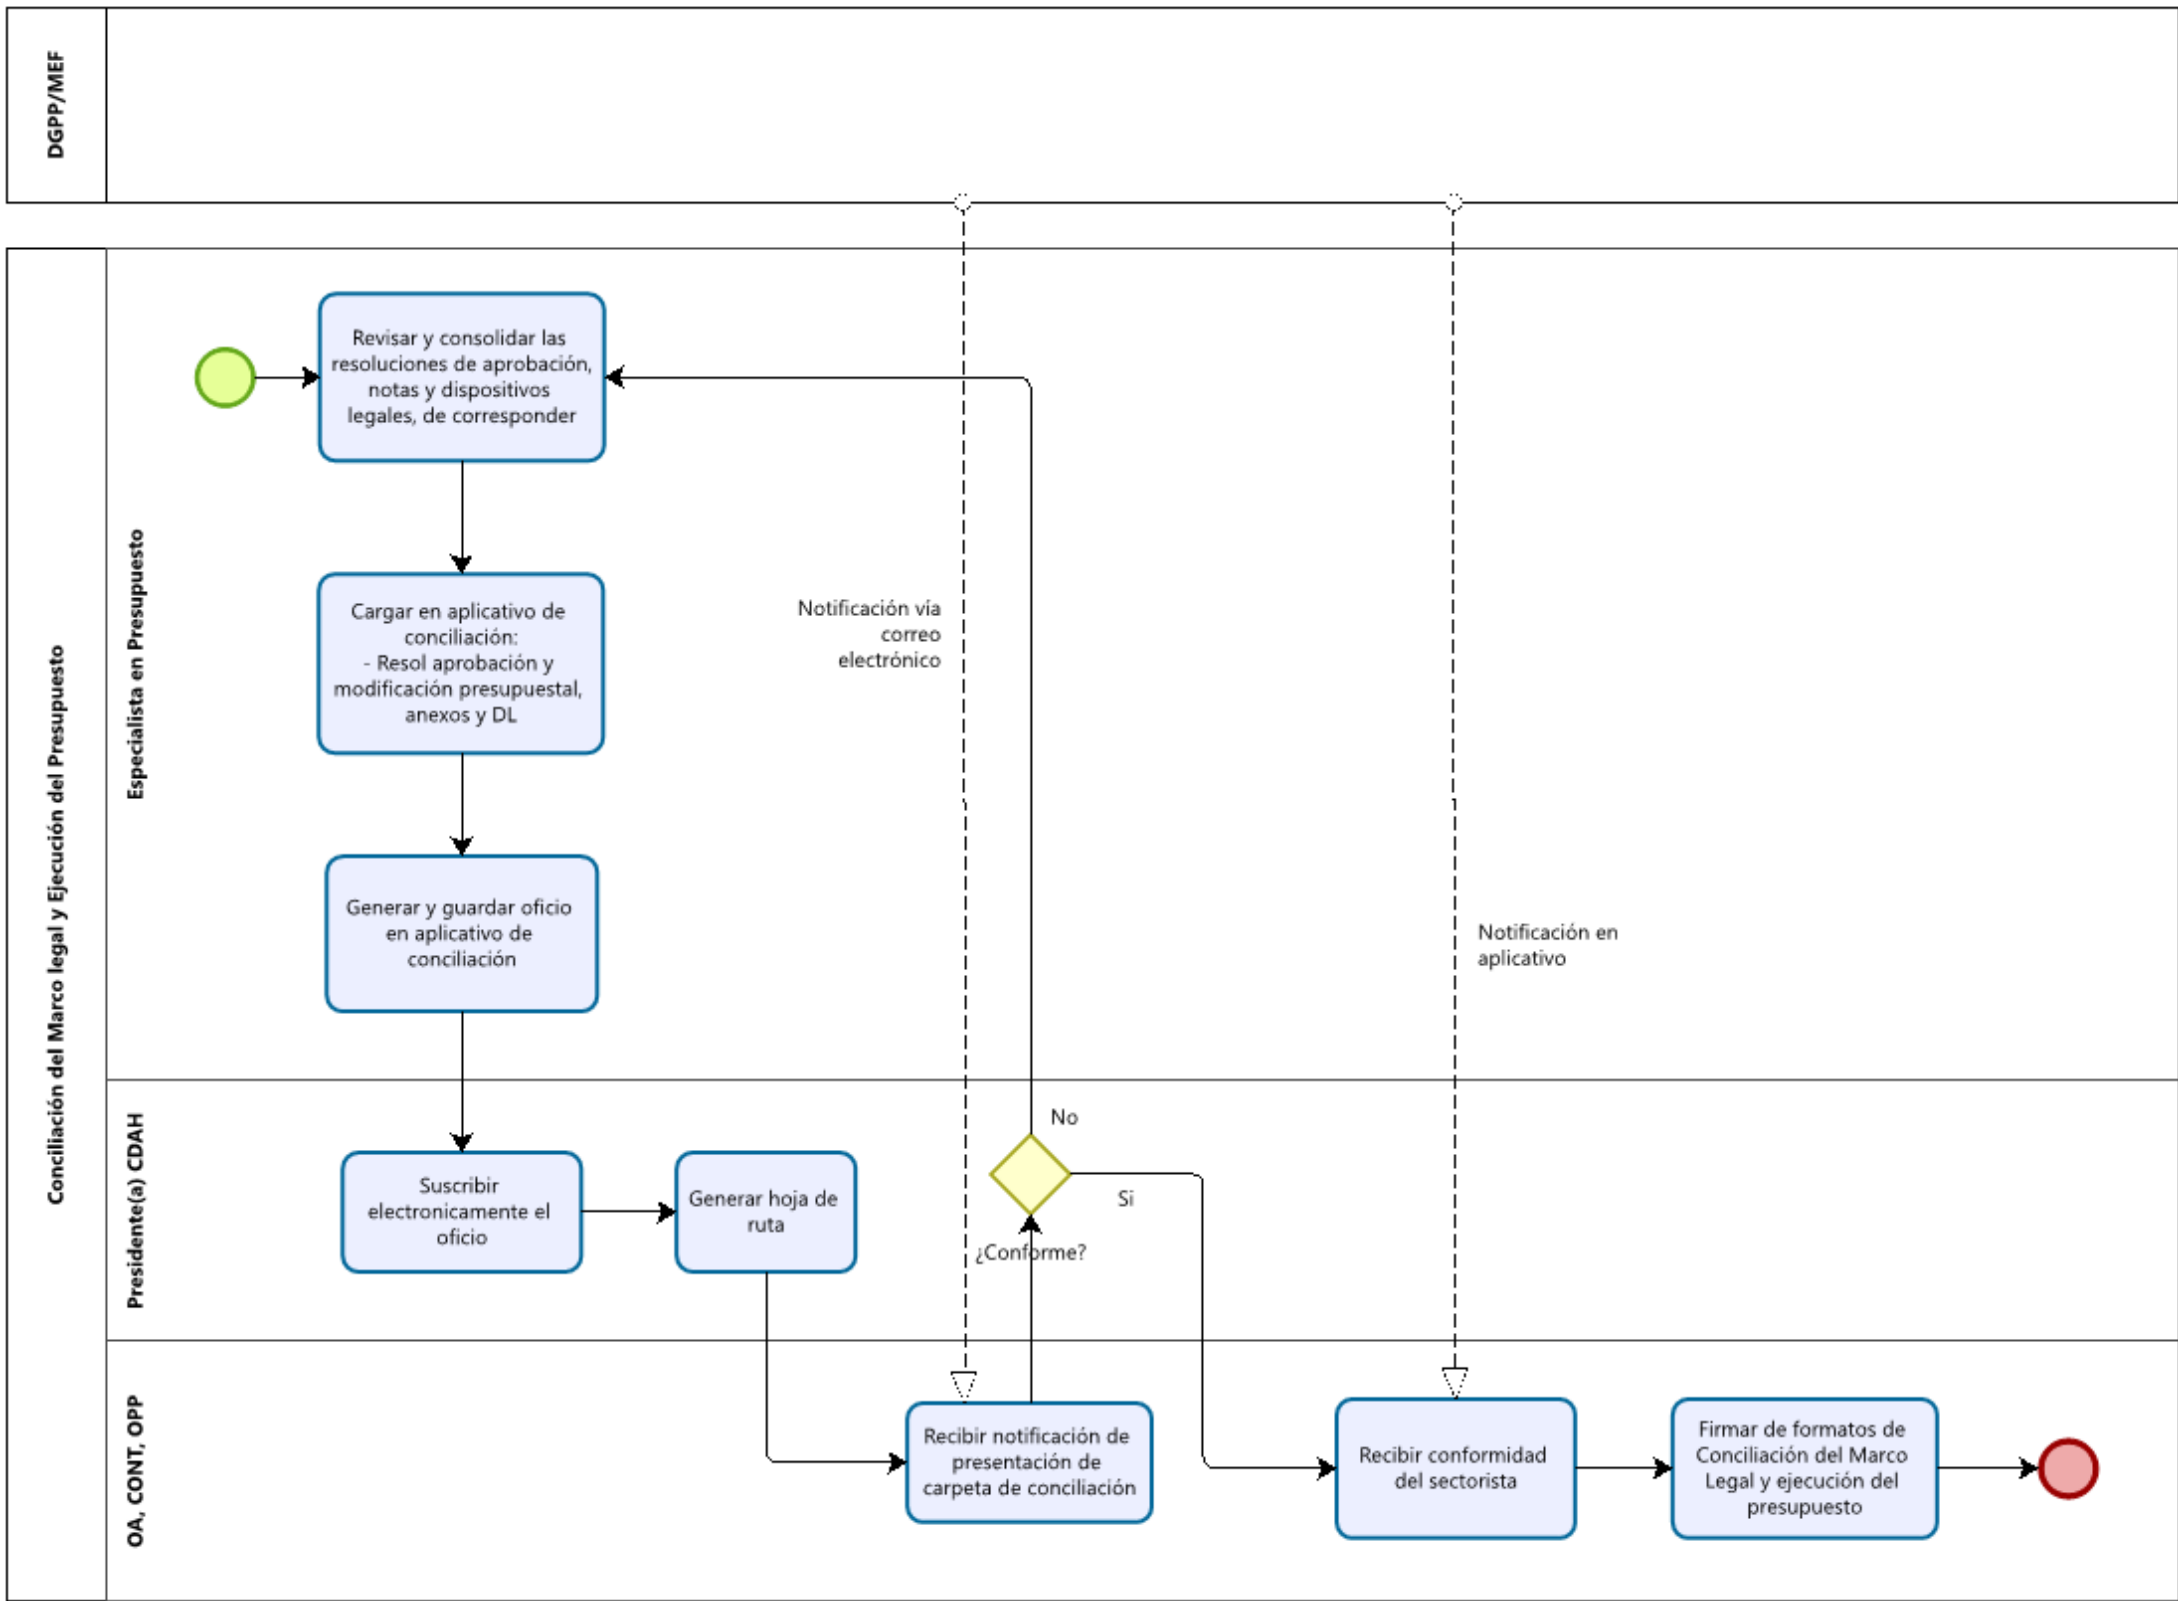 DGPP/MEF
Conciliación del Marco legal y Ejecución del Presupuesto
Especialista en Presupuesto
Revisar y consolidar las
resoluciones de aprobación,
notas y dispositivos
legales, de corresponder
Cargar en aplicativo de
conciliación:
- Resol aprobación y
modificación presupuestal,
anexos y DL
Notificación vía
correo
electrónico
Generar y guardar oficio
en aplicativo de
conciliación
Notificación en
aplicativo
Presidente(a) CDAH
Suscribir
electronicamente el
oficio
Generar hoja de
ruta
No
Si
¿Conforme?
OA, CONT, OPP
Recibir notificación de
presentación de
carpeta de conciliación
Recibir conformidad
del sectorista
Firmar de formatos de
Conciliación del Marco
Legal y ejecución del
presupuesto